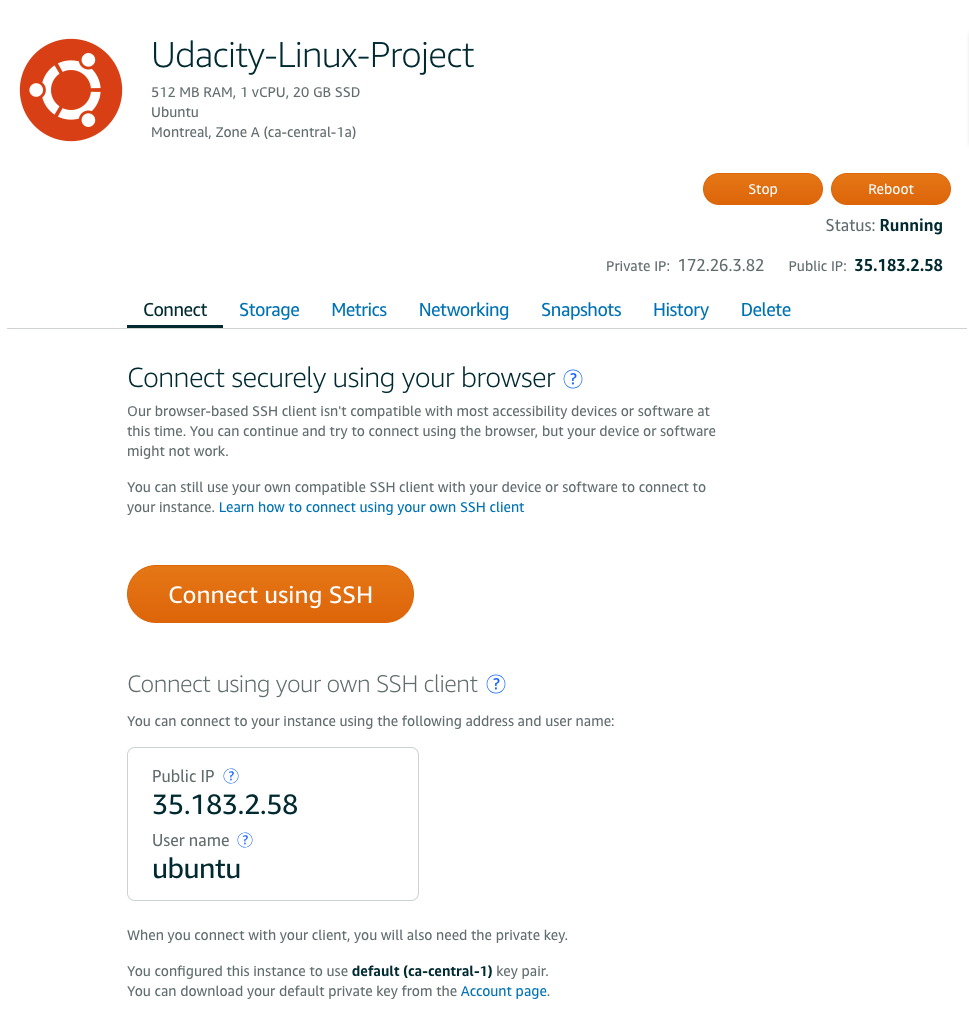 Udacity-Linux-Project
512 MB RAM, 1 vCPU, 20 GB SSD
Ubuntu
Montreal, Zone A (ca-central-1a)
Stop Reboot
Status: Running
Private IP: 172.26.3.82 Public IP: 35.183.2.58
Connect Storage Metrics Networking Snapshots History Delete
Connect securely using your browser ?
Our browser-based SSH client isn't compatible with most accessibility devices or software at
this time. You can continue and try to connect using the browser, but your device or software
might not work.
You can still use your own compatible SSH client with your device or software to connect to
your instance. Learn how to connect using your own SSH client
Connect using SSH
Connect using your own SSH client ?
You can connect to your instance using the following address and user name:
Public IP ?
35.183.2.58
User name ?
ubuntu
When you connect with your client, you will also need the private key.
You configured this instance to use default (ca-central-1) key pair.
You can download your default private key from the Account page.